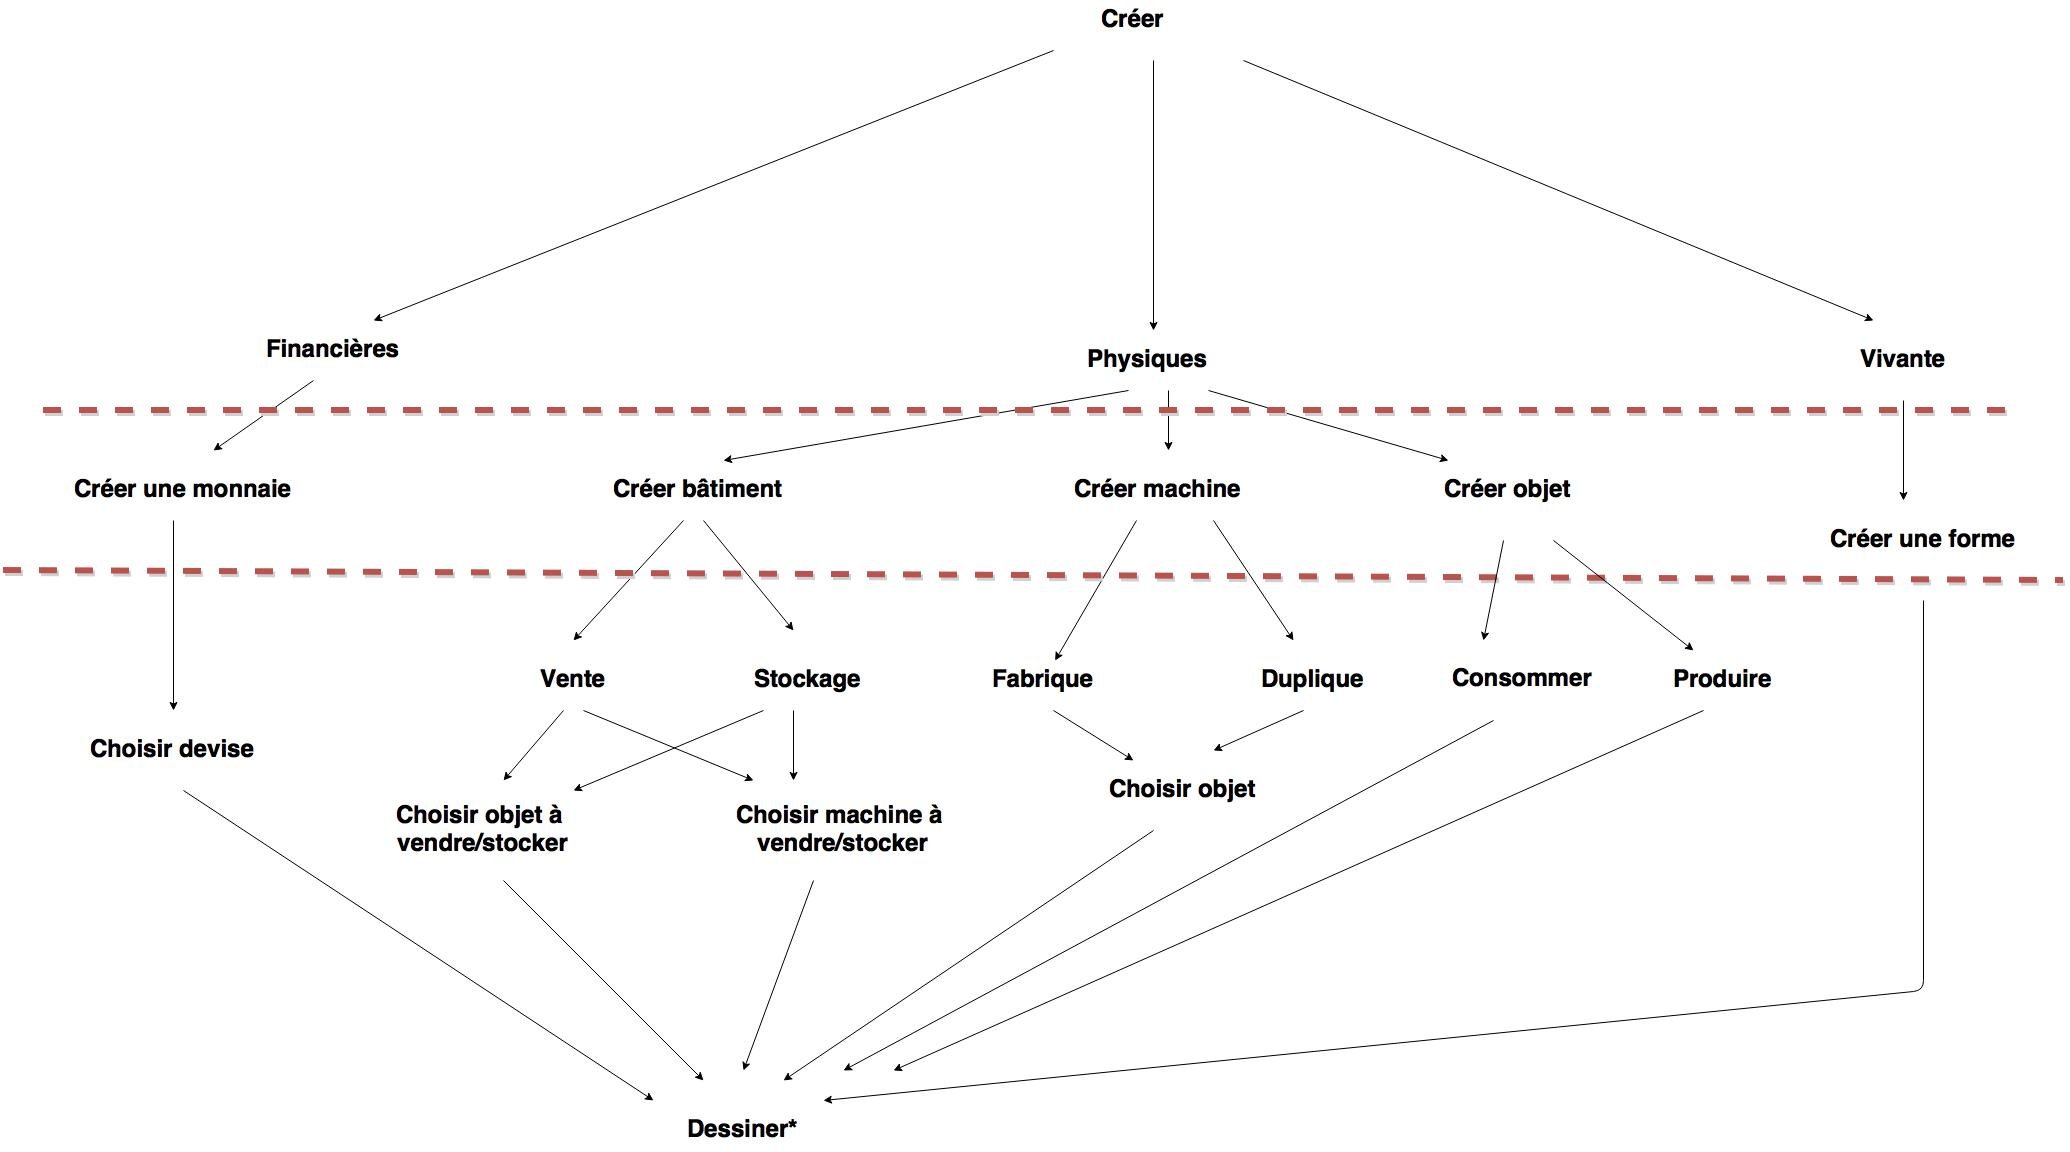 Créer
Financières
Physiques
Vivante
Créer une monnaie
Créer bâtiment
Créer machine
Créer objet
Créer une forme
Vente
Stockage
Fabrique
Duplique
Consommer
Produire
Choisir devise
Choisir objet à
vendre/stocker
Choisir machine à
vendre/stocker
Choisir objet
Dessiner*